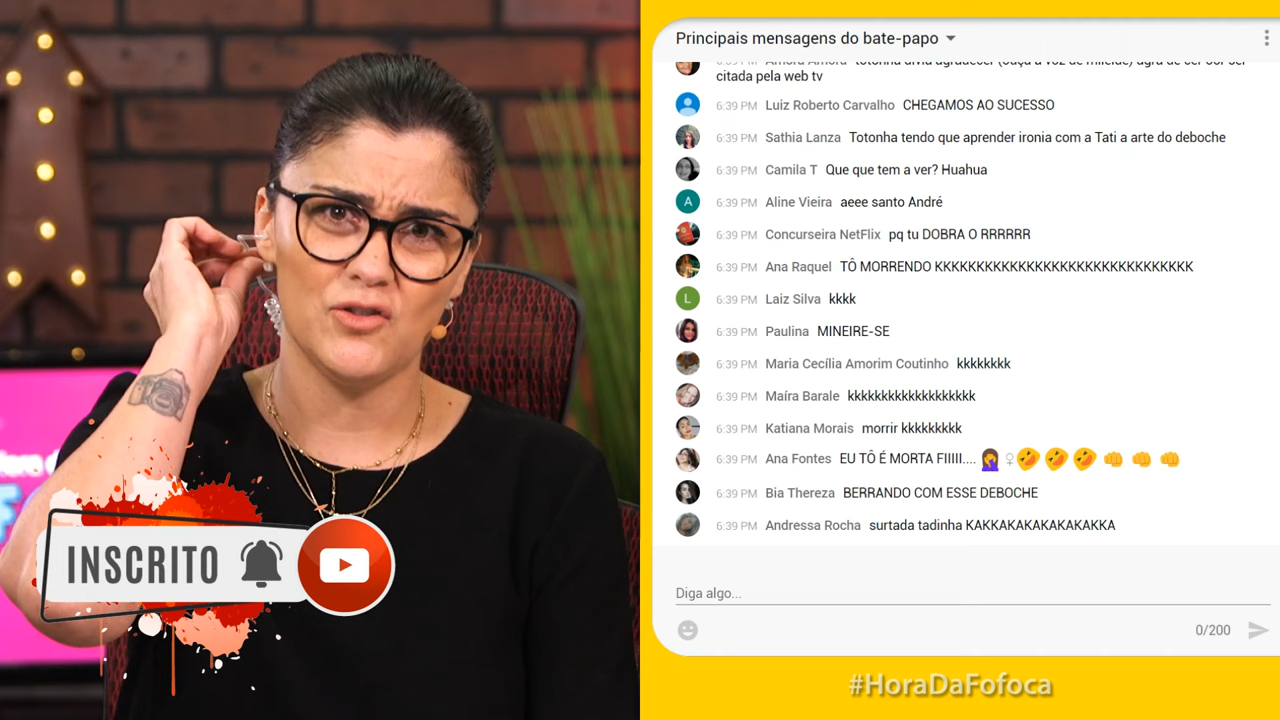 INSCRITO
Principais mensagens do bate-papo
citada pela web tv
6:39 PM Luiz Roberto Carvalho CHEGAMOS AO SUCESSO
6:39 PM Sathia Lanza Totonha tendo que aprender ironia com a Tati a arte do deboche
6:39 PM Camila T Que que tem a ver? Huahua
A 6:39 PM Aline Vieira aeee santo André
6:39 PM Concurseira NetFlix pq tu DOBRA O RRRRRR
6:39 PM Ana Raquel TÔ MORRENDO KKKKKKKKKKKKKKKKKKKKKKKKKKKKKKK
L 6:39 PM Laiz Silva kkkk
6:39 PM Paulina MINEIRE-SE
6:39 PM Maria Cecília Amorim Coutinho kkkkkkkk
6:39 PM Maíra Barale kkkkkkkkkkkkkkkkkkk
6:39 PM Katiana Morais morrir kkkkkkkkk
6:39 PM Ana Fontes EU TÔ É MORTA FIIIII.... 🤦‍♀🤣🤣🤣👊👊👊
6:39 PM Bia Thereza BERRANDO COM ESSE DEBOCHE
6:39 PM Andressa Rocha surtada tadinha KAKKAKAKAKAKAKKA
Diga algo...
0/200
#HoraDaFofoca